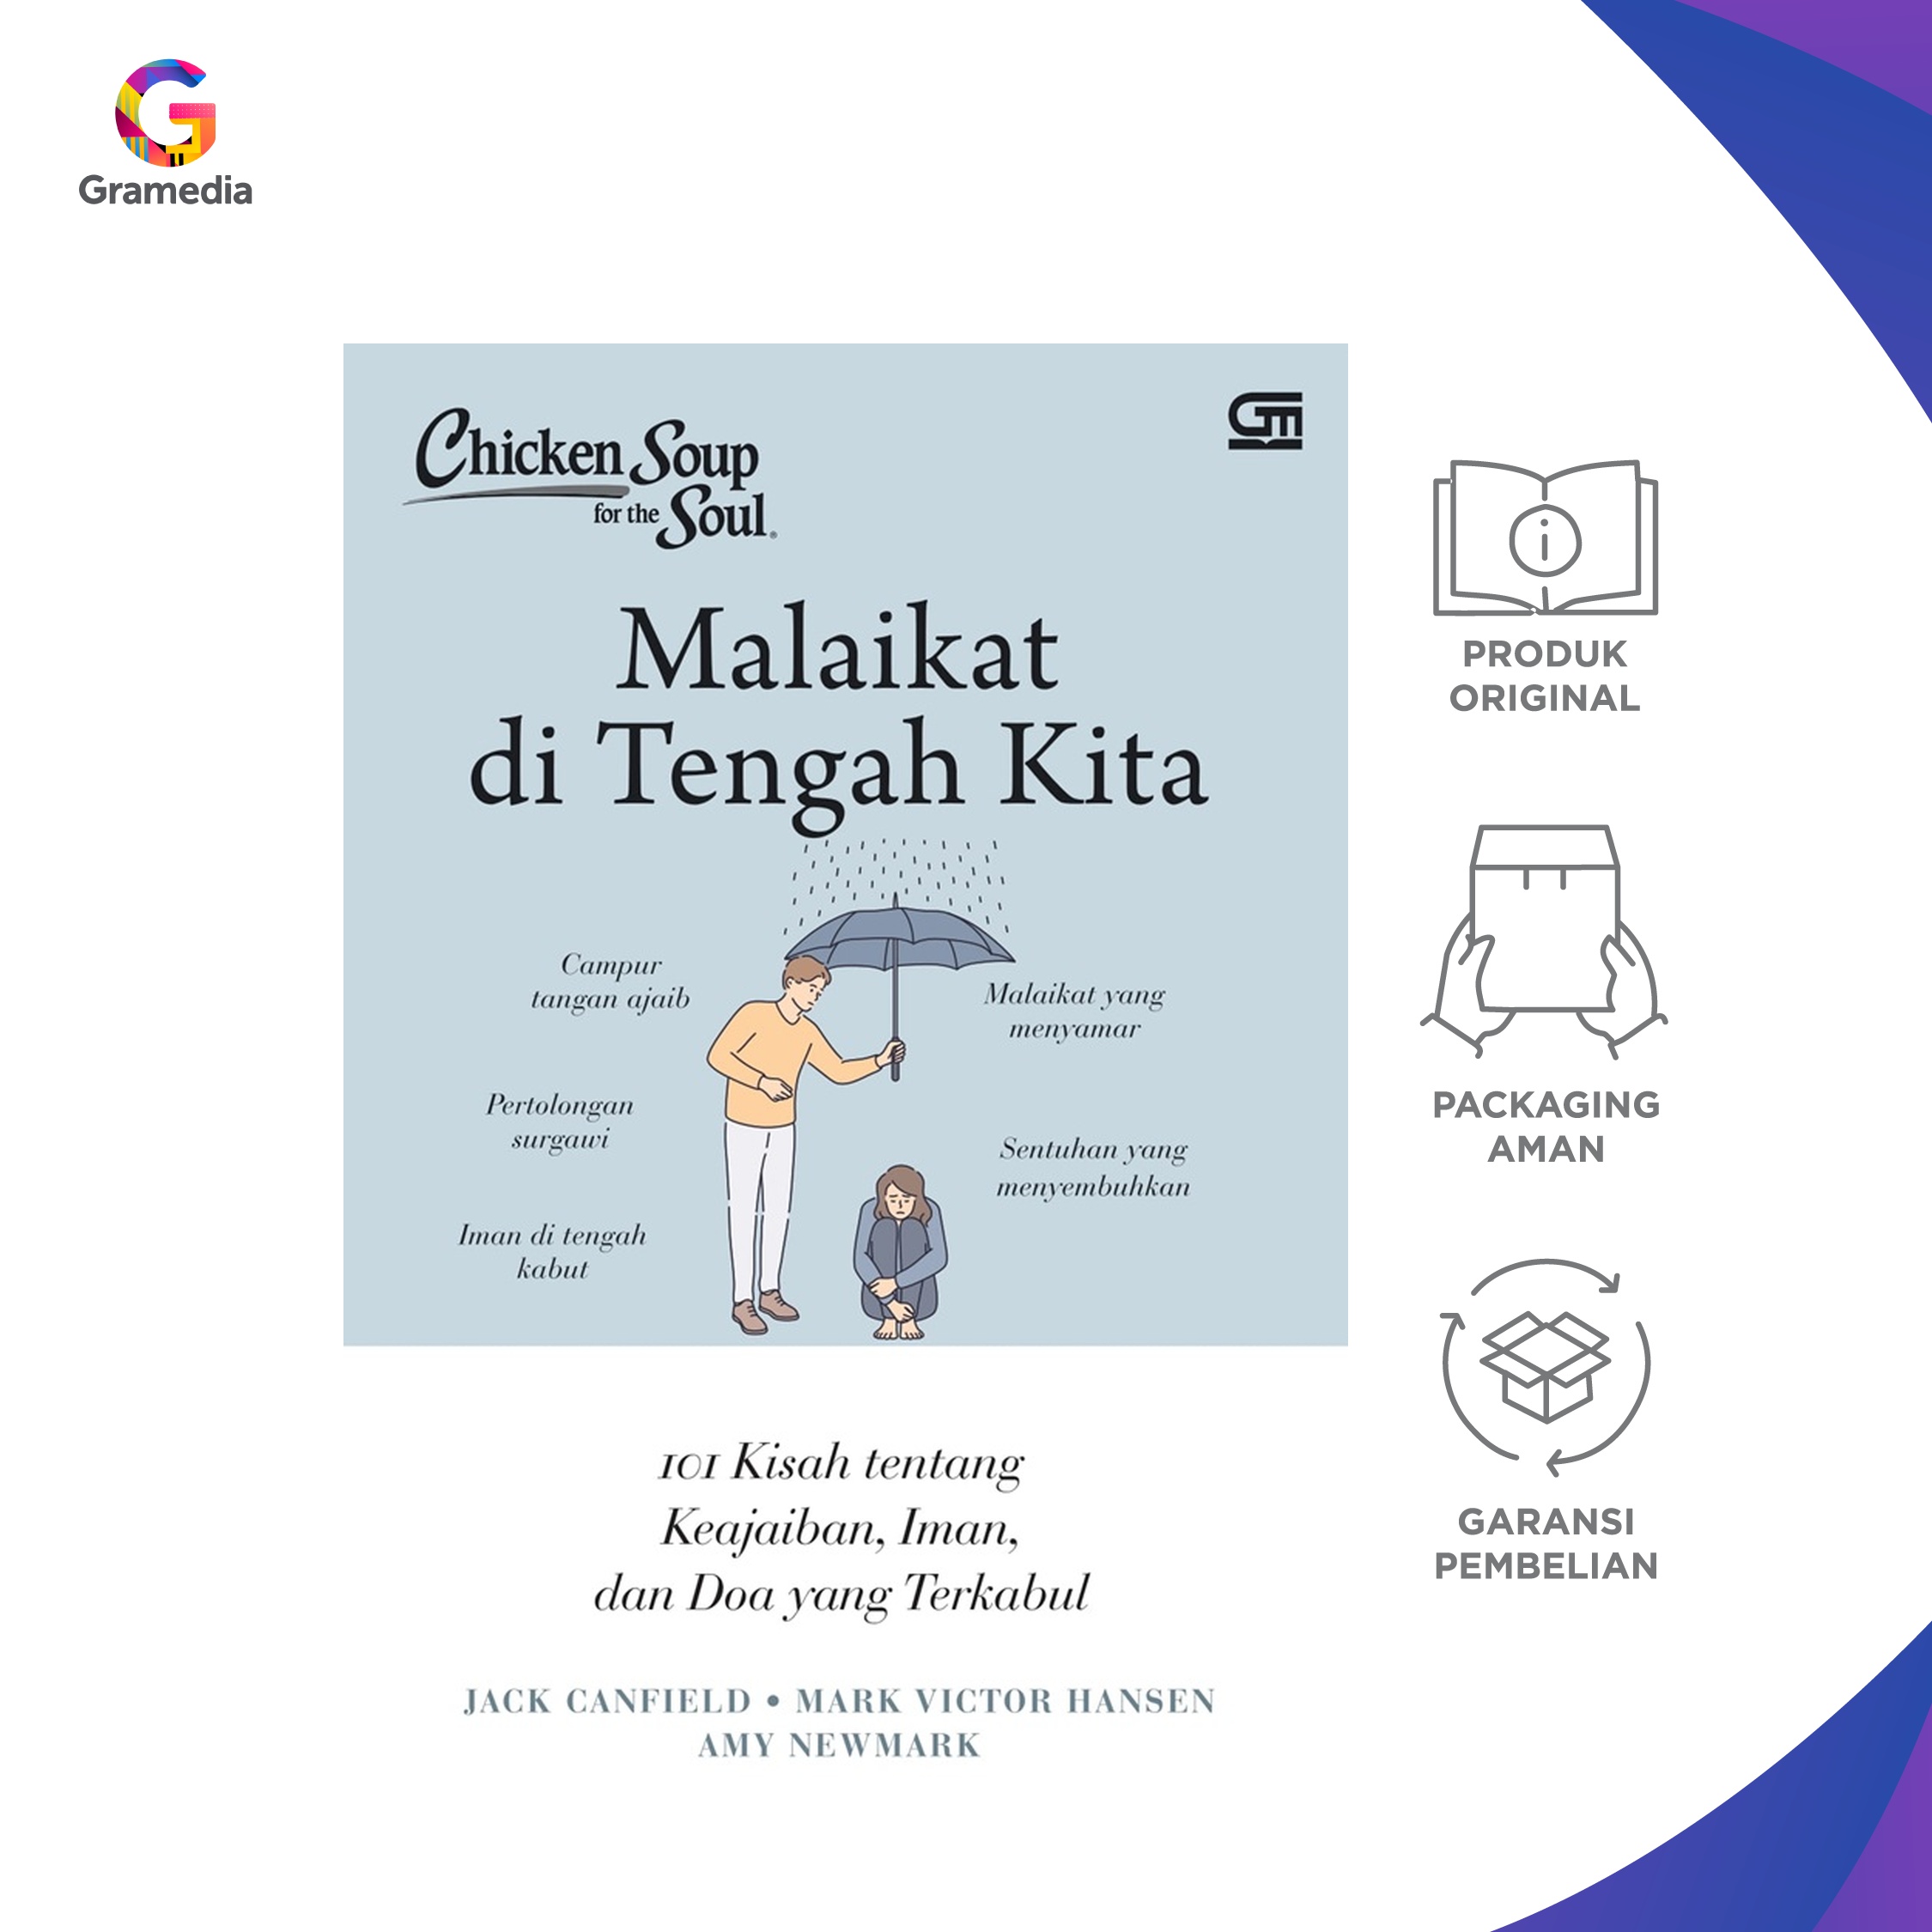 Gramedia
Chicken Soup
for the Soul®
GM
Malaikat
di Tengah Kita
Campur
tangan ajaib
Malaikat yang
menyamar
Pertolongan
surgawi
Sentuhan yang
menyembuhkan
Iman di tengah
kabut
101 Kisah tentang
Keajaiban, Iman,
dan Doa yang Terkabul
JACK CANFIELD • MARK VICTOR HANSEN
AMY NEWMARK
PRODUK
ORIGINAL
PACKAGING
AMAN
GARANSI
PEMBELIAN